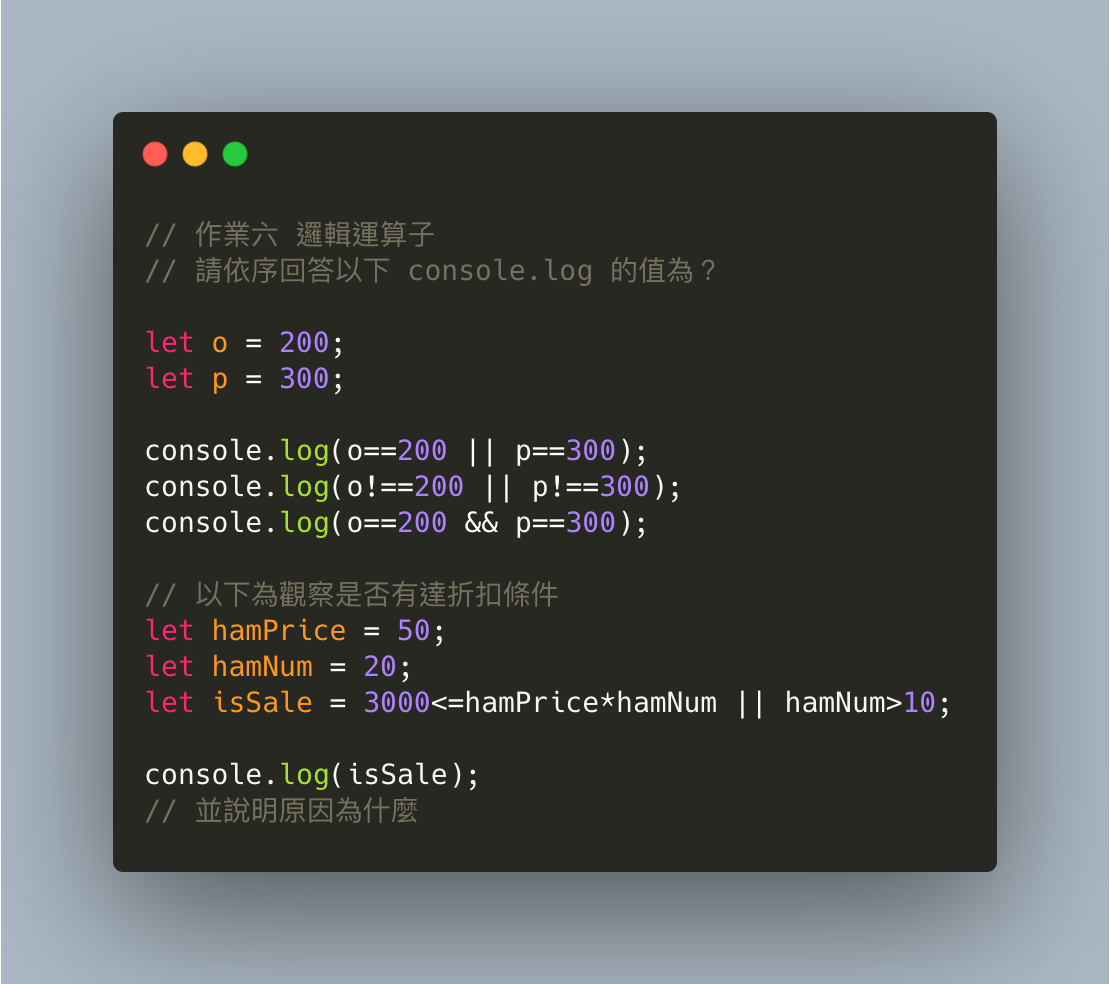 // 作業六 邏輯運算子
// 請依序回答以下 console.log 的值為？
let o = 200;
let p = 300;
console.log(o==200 || p==300);
console.log(o!==200 || p!==300);
console.log(o==200 && p==300);
// 以下為觀察是否有達折扣條件
let hamPrice = 50;
let hamNum = 20;
let isSale = 3000<=hamPrice*hamNum || hamNum>10;
console.log(isSale);
// 並說明原因為什麼